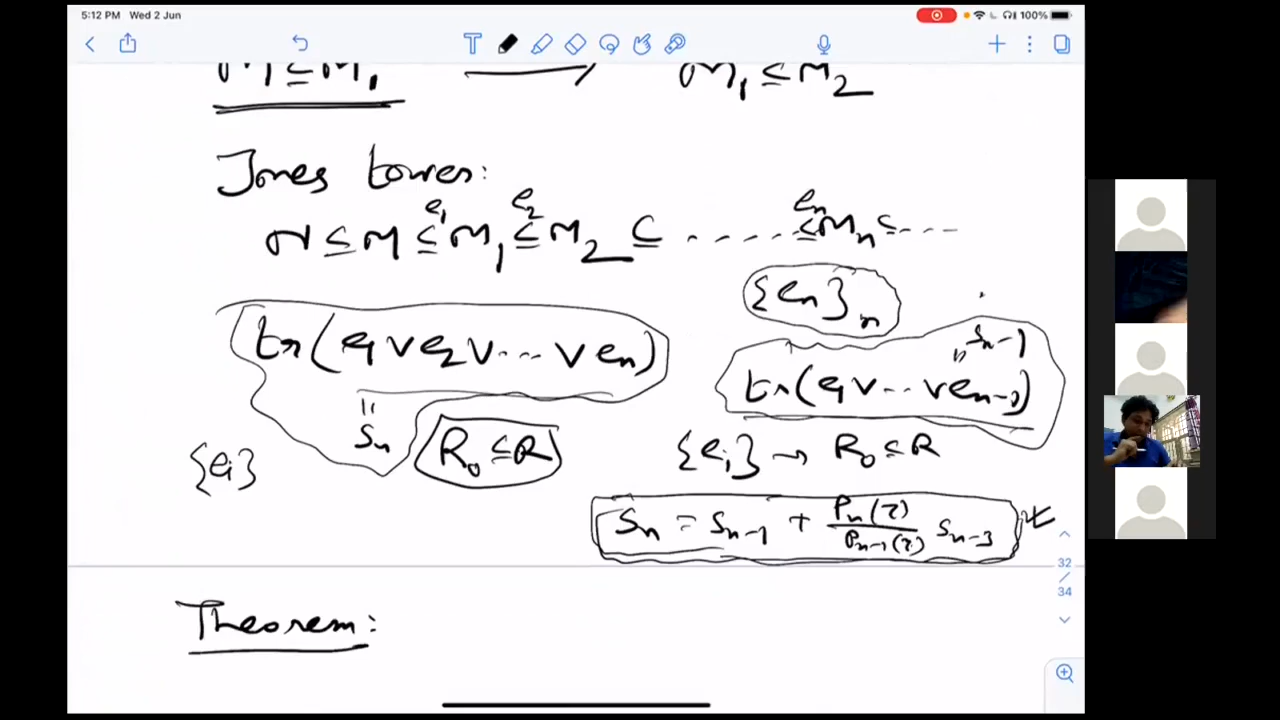 5:12 PM Wed 2 Jun
100%
N ⊆ M₁ ⟶ M₁ ⊆ M₂
Jones tower:
N ⊆ M ⊆^{e₁} M₁ ⊆^{e₂} M₂ ⊆ ..... ⊆^{eₙ} Mₙ ⊆ ---
{eₙ}ₙ
tr(e₁ ∨ e₂ ∨ ... ∨ eₙ)
" Sₙ
tr(e₁ ∨ ... ∨ eₙ₋₁)
" Sₙ₋₁
{eᵢ}
R₀ ⊆ R
{eᵢ} → R₀ ⊆ R
Sₙ = Sₙ₋₁ + Pₙ(τ)/Pₙ₋₁(τ) Sₙ₋₃
32
/
34
Theorem: